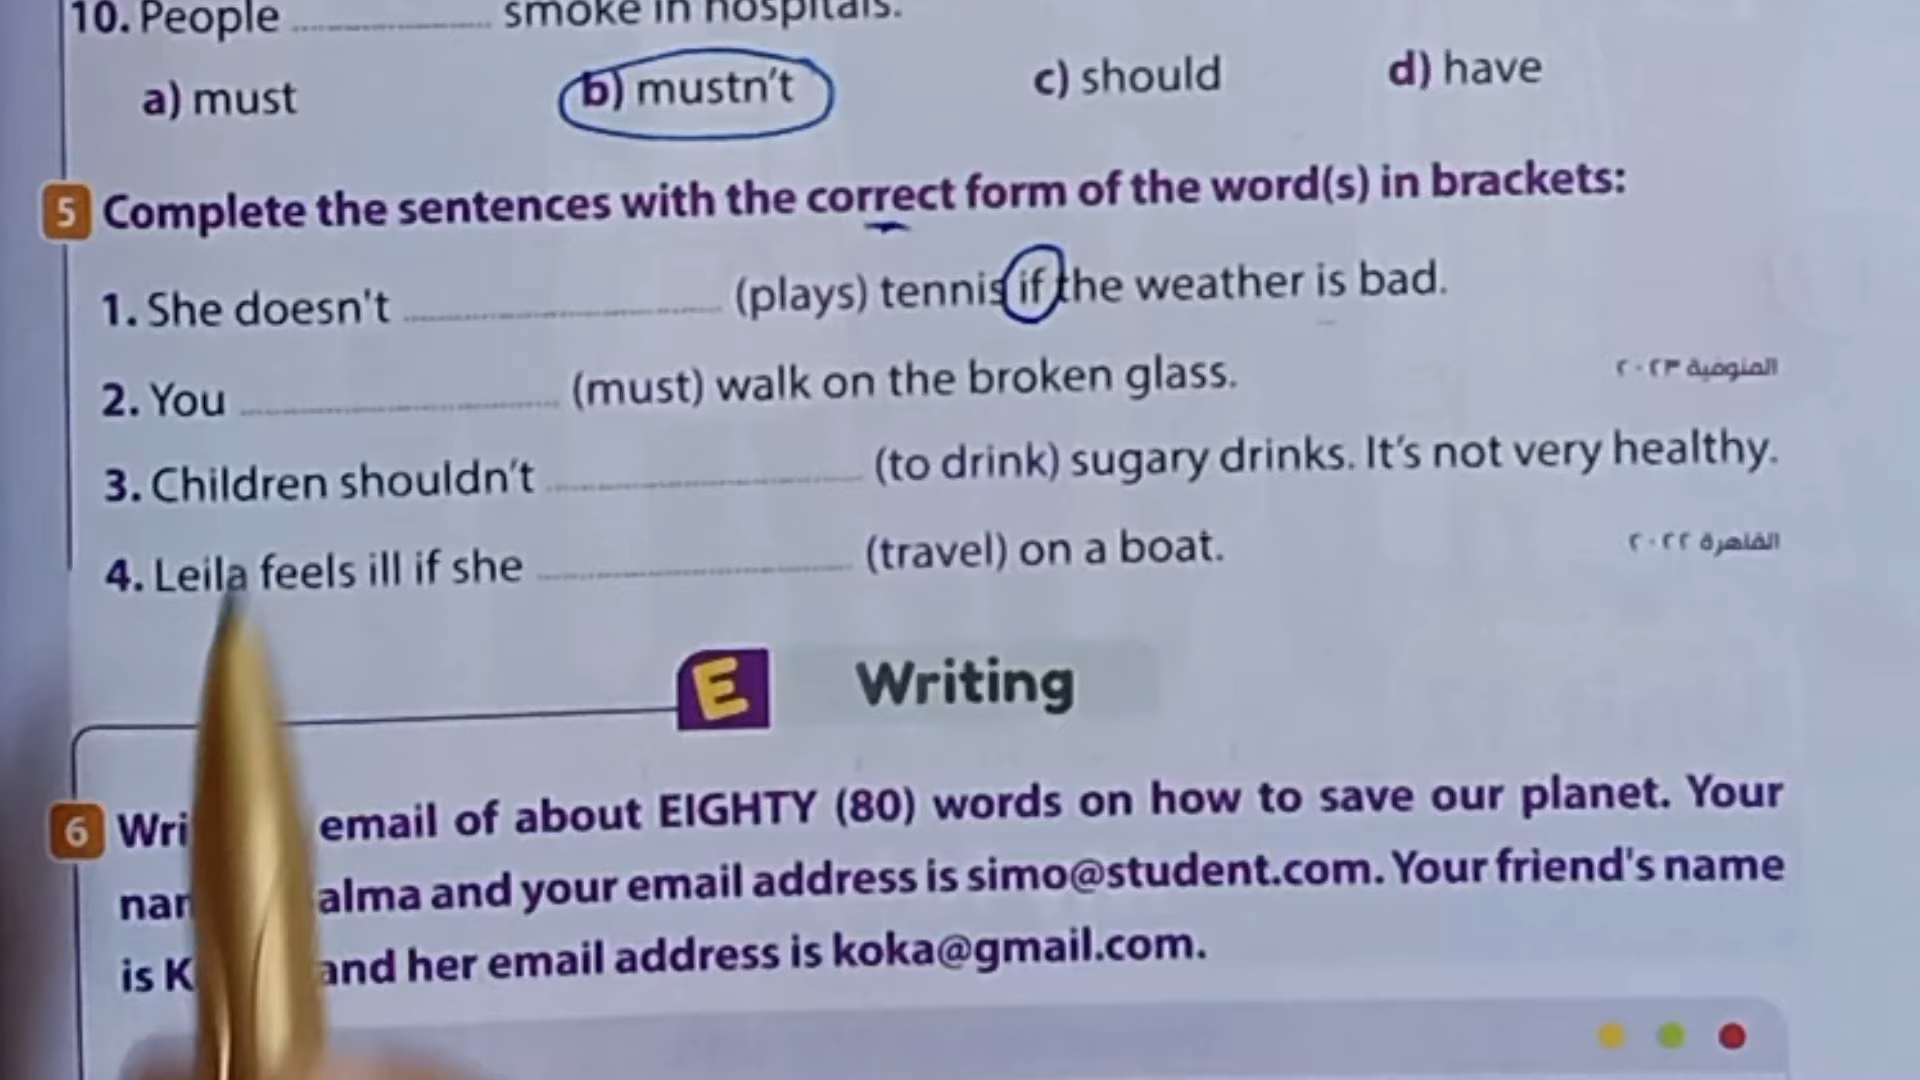 10. People ............ smoke in hospitals.
a) must b) mustn't c) should d) have
5 Complete the sentences with the correct form of the word(s) in brackets:
1. She doesn't ............ (plays) tennis if the weather is bad.
2. You ............ (must) walk on the broken glass. المنوفية ٢٠٢٣
3. Children shouldn't ............ (to drink) sugary drinks. It's not very healthy.
4. Leila feels ill if she ............ (travel) on a boat. القاهرة ٢٠٢٢
E Writing
6 email of about EIGHTY (80) words on how to save our planet. Your
and your email address is simo@student.com. Your friend's name
is and her email address is koka@gmail.com.